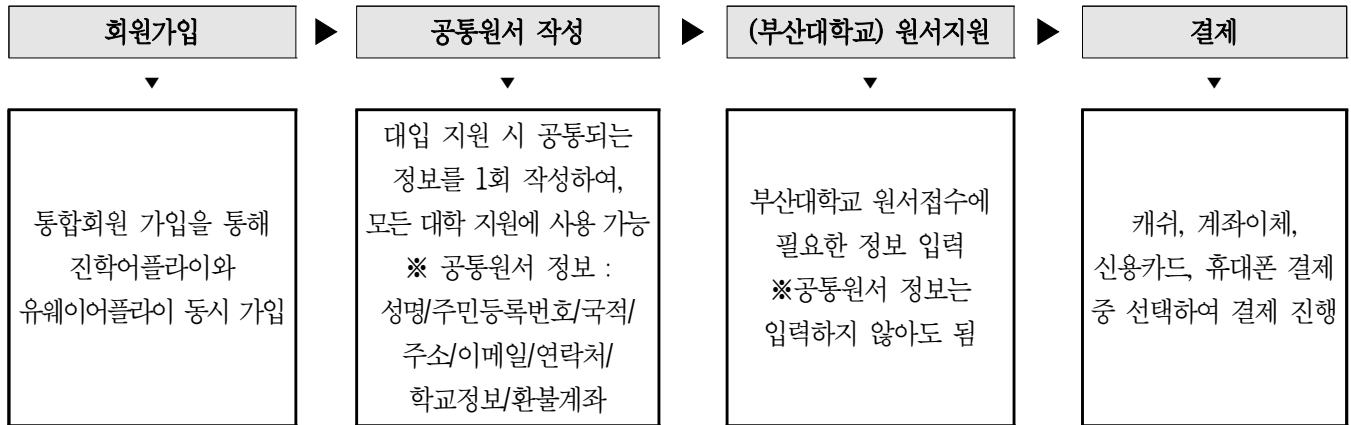 회원가입 ▶ 공통원서 작성 ▶ (부산대학교) 원서지원 ▶ 결제
▼ ▼ ▼ ▼
통합회원 가입을 통해
진학어플라이와
유웨이어플라이 동시 가입
대입 지원 시 공통되는
정보를 1회 작성하여,
모든 대학 지원에 사용 가능
※ 공통원서 정보 :
성명/주민등록번호/국적/
주소/이메일/연락처/
학교정보/환불계좌
부산대학교 원서접수에
필요한 정보 입력
※공통원서 정보는
입력하지 않아도 됨
캐쉬, 계좌이체,
신용카드, 휴대폰 결제
중 선택하여 결제 진행